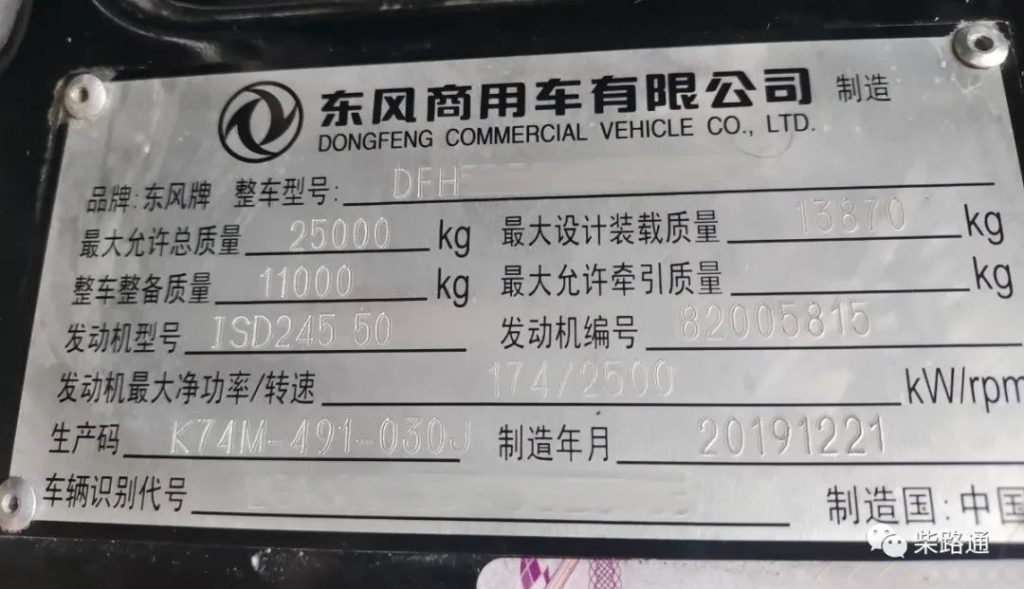 东风商用车有限公司 制造
DONGFENG COMMERCIAL VEHICLE CO., LTD.
品牌:东风牌 整车型号: DFH
最大允许总质量 25000 kg 最大设计装载质量 13870 kg
整车整备质量 11000 kg 最大允许牵引质量 kg
发动机型号 ISD245 50 发动机编号 82005815
发动机最大净功率/转速 174/2500 kW/rpm
生产码 K74M-491-030J 制造年月 20191221
车辆识别代号
制造国:中国
柴路通